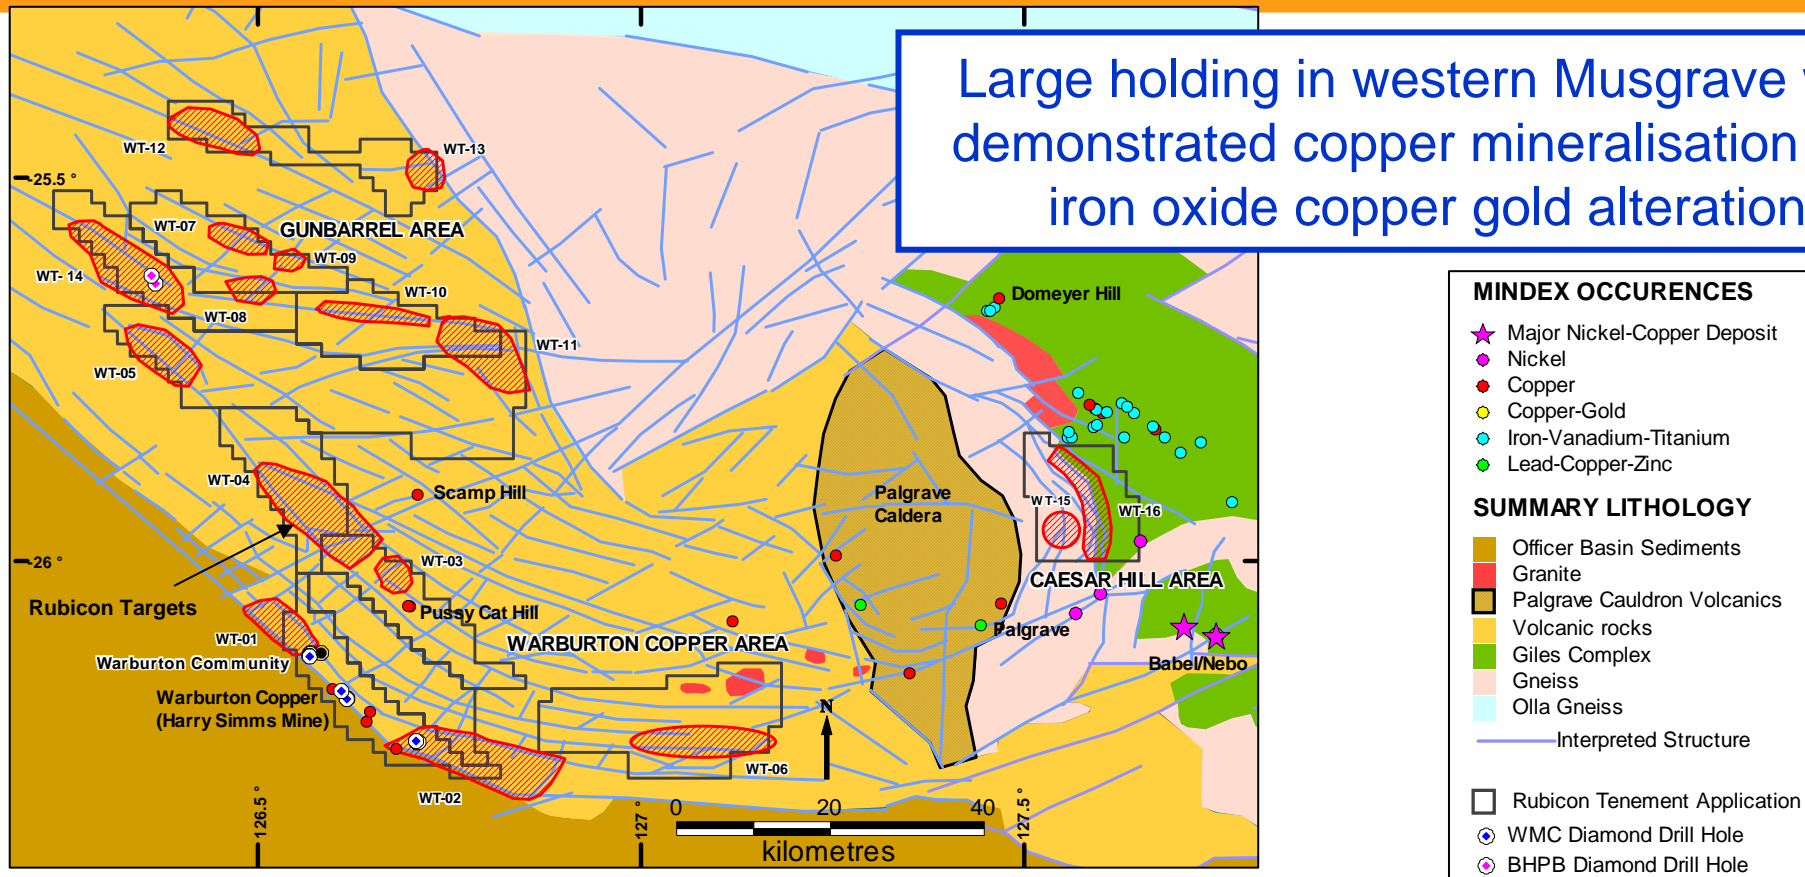 Large holding in western Musgrave
demonstrated copper mineralisation
iron oxide copper gold alteration
WT-12
WT-13
-25.5 °
WT-07
GUNBARREL AREA
WT-09
WT- 14
WT-10
WT-08
WT-11
WT-05
Domeyer Hill
WT-04
Scamp Hill
Palgrave
Caldera
WT-15
WT-16
-26 °
WT-03
CAESAR HILL AREA
Rubicon Targets
Pussy Cat Hill
WT-01
WARBURTON COPPER AREA
Palgrave
Warburton Community
Babel/Nebo
Warburton Copper
(Harry Simms Mine)
N
WT-06
WT-02
126.5 °
127 °
127.5 °
0 20 40
kilometres
MINDEX OCCURENCES
Major Nickel-Copper Deposit
Nickel
Copper
Copper-Gold
Iron-Vanadium-Titanium
Lead-Copper-Zinc
SUMMARY LITHOLOGY
Officer Basin Sediments
Granite
Palgrave Cauldron Volcanics
Volcanic rocks
Giles Complex
Gneiss
Olla Gneiss
Interpreted Structure
Rubicon Tenement Application
WMC Diamond Drill Hole
BHPB Diamond Drill Hole